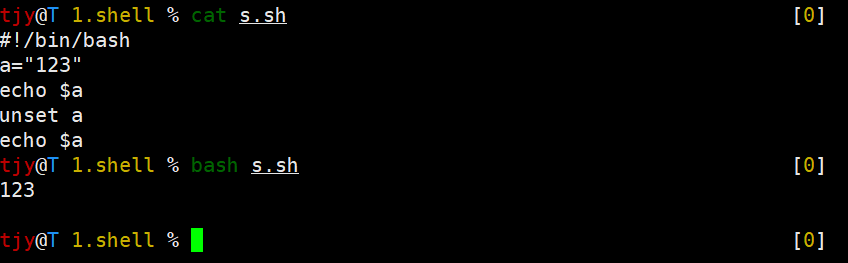 tjy@T 1.shell % cat s.sh [0]
#!/bin/bash
a="123"
echo $a
unset a
echo $a
tjy@T 1.shell % bash s.sh [0]
123
tjy@T 1.shell % [0]